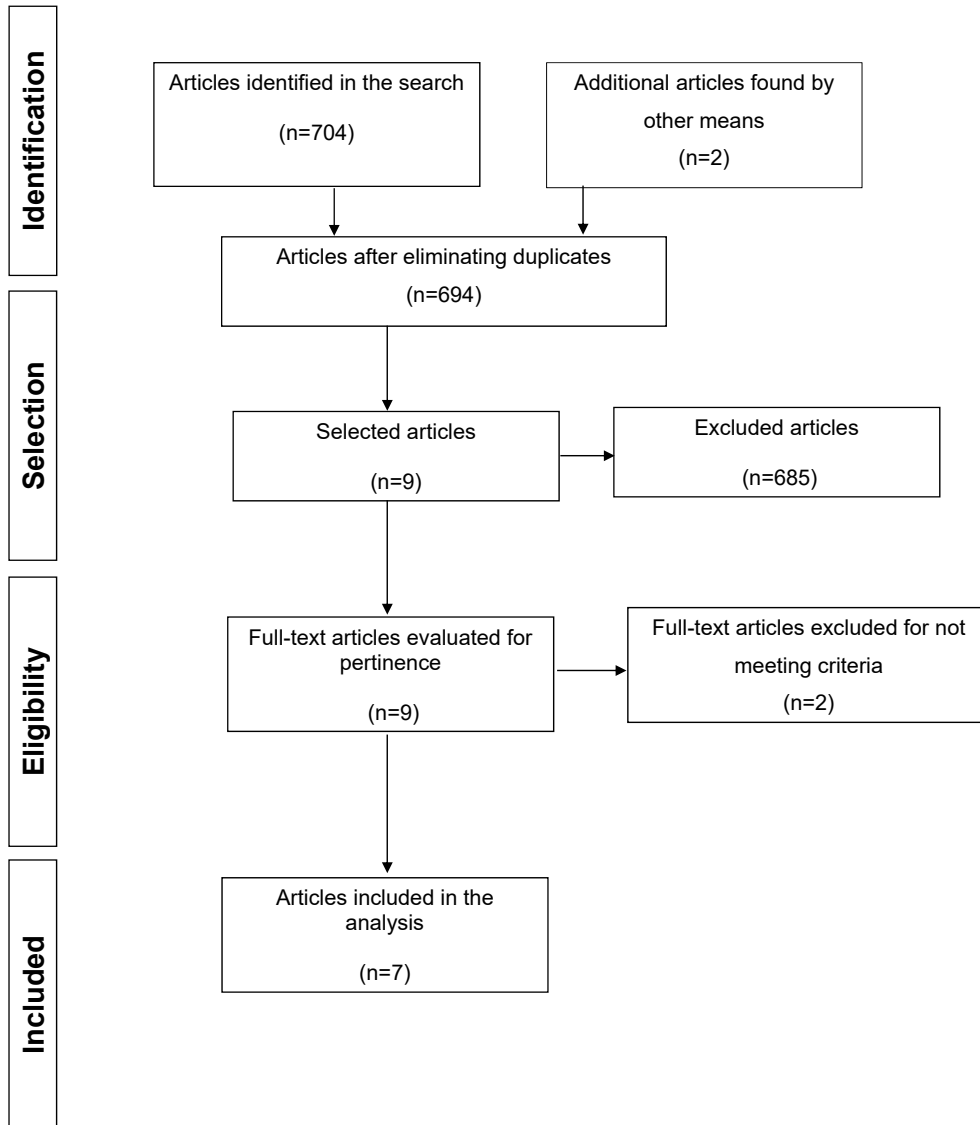 Identification
Articles identified in the search
(n=704)
Additional articles found by
other means
(n=2)
Articles after eliminating duplicates
(n=694)
Selection
Selected articles
(n=9)
Excluded articles
(n=685)
Eligibility
Full-text articles evaluated for
pertinence
(n=9)
Full-text articles excluded for not
meeting criteria
(n=2)
Included
Articles included in the
analysis
(n=7)